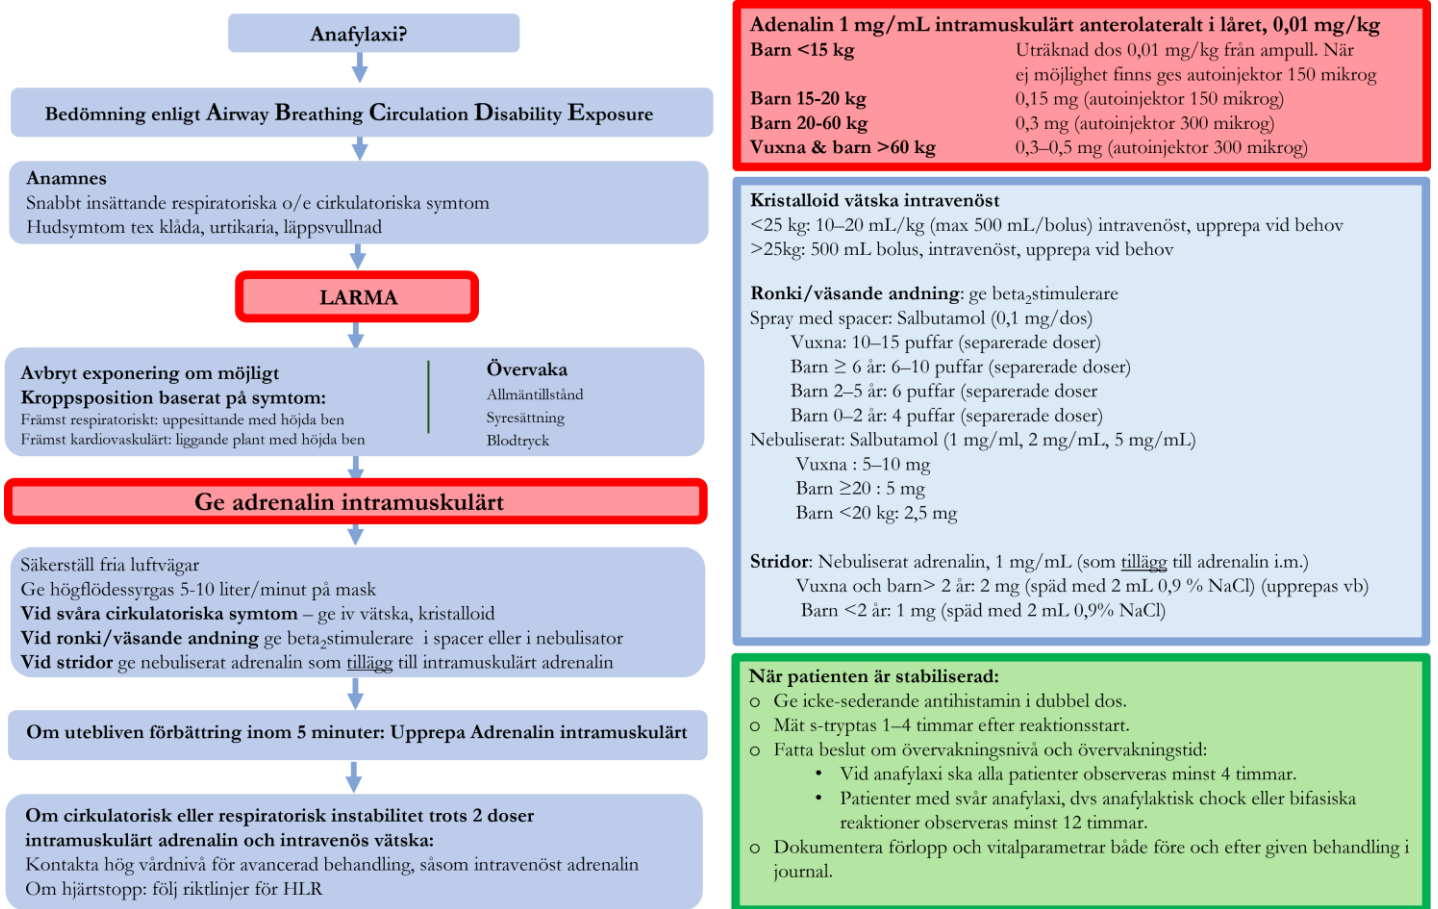 Anafylaxi?
Bedömning enligt Airway Breathing Circulation Disability Exposure
Anamnes
Snabbt insättande respiratoriska o/e cirkulatoriska symtom
Hudsymtom tex klåda, urtikaria, läppsvullnad
LARMA
Avbryt exponering om möjligt
Kroppsposition baserat på symtom:
Främst respiratoriskt: uppesittande med höjda ben
Främst kardiovaskulärt: liggande plant med höjda ben
Övervaka
Allmäntillstånd
Syresättning
Blodtryck
Ge adrenalin intramuskulärt
Säkerställ fria luftvägar
Ge högflödessyrgas 5-10 liter/minut på mask
Vid svåra cirkulatoriska symtom – ge iv vätska, kristalloid
Vid ronki/väsande andning ge beta₂stimulerare i spacer eller i nebulisator
Vid stridor ge nebuliserat adrenalin som tillägg till intramuskulärt adrenalin
Om utebliven förbättring inom 5 minuter: Upprepa Adrenalin intramuskulärt
Om cirkulatorisk eller respiratorisk instabilitet trots 2 doser
intramuskulärt adrenalin och intravenös vätska:
Kontakta hög vårdnivå för avancerad behandling, såsom intravenöst adrenalin
Om hjärtstopp: följ riktlinjer för HLR
Adenalin 1 mg/mL intramuskulärt anterolateralt i låret, 0,01 mg/kg
Barn <15 kg Uträknad dos 0,01 mg/kg från ampull. När
ej möjlighet finns ges autoinjektor 150 mikrog
Barn 15-20 kg 0,15 mg (autoinjektor 150 mikrog)
Barn 20-60 kg 0,3 mg (autoinjektor 300 mikrog)
Vuxna & barn >60 kg 0,3–0,5 mg (autoinjektor 300 mikrog)
Kristalloid vätska intravenöst
<25 kg: 10–20 mL/kg (max 500 mL/bolus) intravenöst, upprepa vid behov
>25kg: 500 mL bolus, intravenöst, upprepa vid behov
Ronki/väsande andning: ge beta₂stimulerare
Spray med spacer: Salbutamol (0,1 mg/dos)
Vuxna: 10–15 puffar (separerade doser)
Barn ≥ 6 år: 6–10 puffar (separerade doser)
Barn 2–5 år: 6 puffar (separerade doser
Barn 0–2 år: 4 puffar (separerade doser)
Nebuliserat: Salbutamol (1 mg/ml, 2 mg/mL, 5 mg/mL)
Vuxna : 5–10 mg
Barn ≥20 : 5 mg
Barn <20 kg: 2,5 mg
Stridor: Nebuliserat adrenalin, 1 mg/mL (som tillägg till adrenalin i.m.)
Vuxna och barn> 2 år: 2 mg (späd med 2 mL 0,9 % NaCl) (upprepas vb)
Barn <2 år: 1 mg (späd med 2 mL 0,9% NaCl)
När patienten är stabiliserad:
o Ge icke-sederande antihistamin i dubbel dos.
o Mät s-tryptas 1–4 timmar efter reaktionsstart.
o Fatta beslut om övervakningsnivå och övervakningstid:
• Vid anafylaxi ska alla patienter observeras minst 4 timmar.
• Patienter med svår anafylaxi, dvs anafylaktisk chock eller bifasiska
reaktioner observeras minst 12 timmar.
o Dokumentera förlopp och vitalparametrar både före och efter given behandling i
journal.